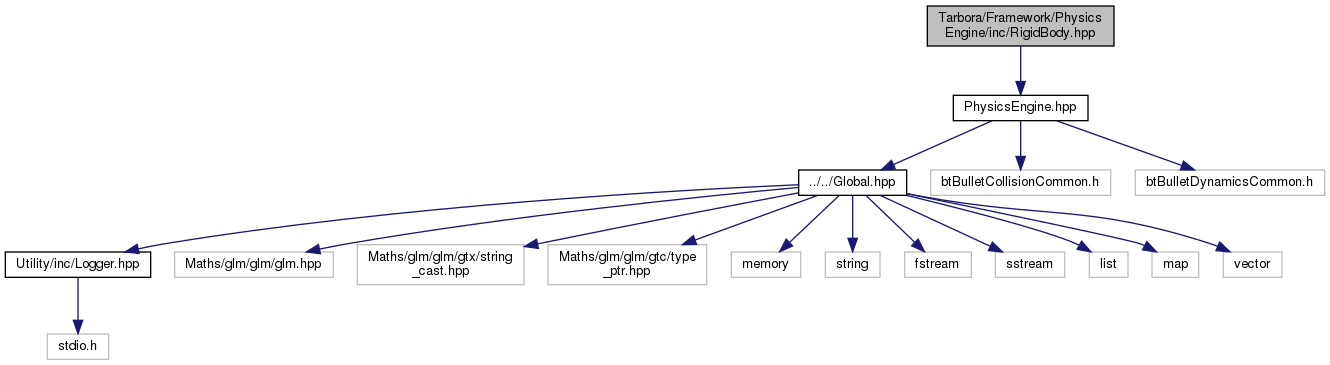 Tarbora/Framework/Physics
Engine/inc/RigidBody.hpp
PhysicsEngine.hpp
../../Global.hpp
btBulletCollisionCommon.h
btBulletDynamicsCommon.h
Utility/inc/Logger.hpp
Maths/glm/glm/glm.hpp
Maths/glm/glm/gtx/string
_cast.hpp
Maths/glm/glm/gtc/type
_ptr.hpp
memory
string
fstream
sstream
list
map
vector
stdio.h